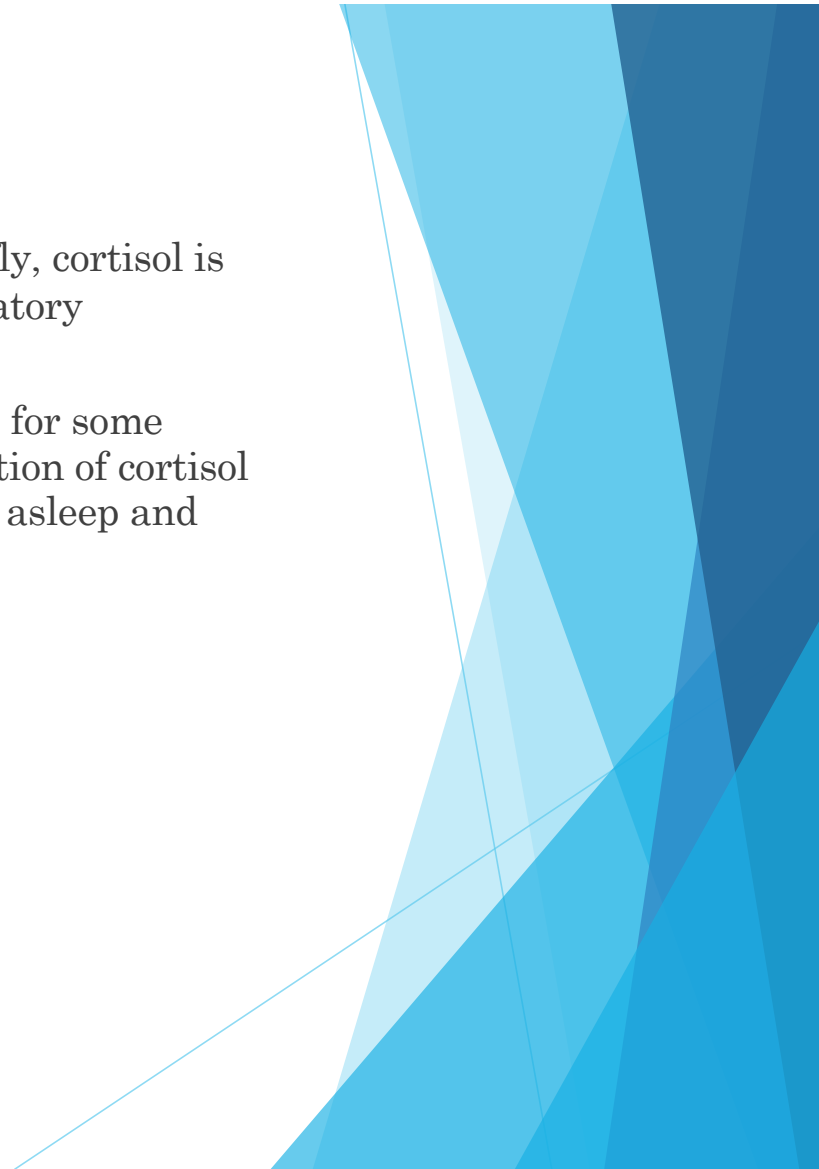 ly, cortisol is
atory
for some
tion of cortisol
asleep and